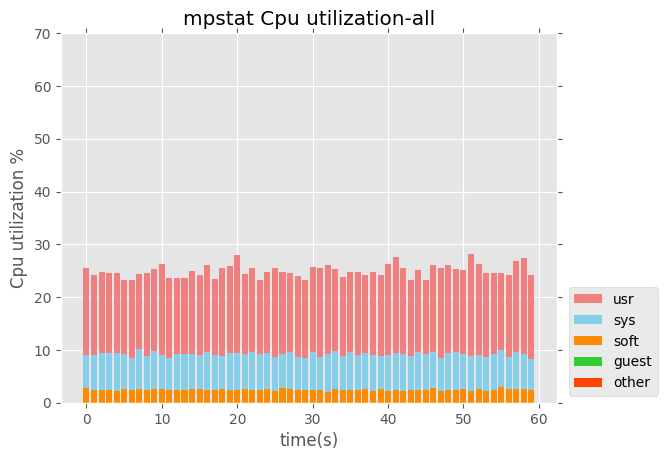 mpstat Cpu utilization-all
70
60
50
40
30
20
10
0
Cpu utilization %
0 10 20 30 40 50 60
time(s)
usr
sys
soft
guest
other